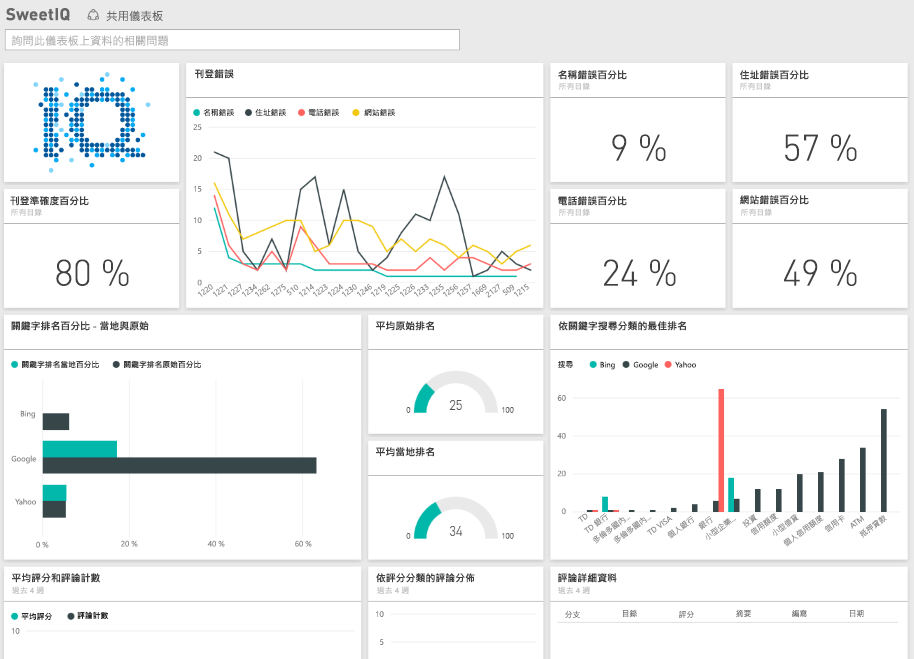 SweetIQ 共用儀表板
詢問此儀表板上資料的相關問題
IQ
刊登錯誤
名稱錯誤 住址錯誤 電話錯誤 網站錯誤
25
20
15
10
5
0
1220 1221 1227 1234 1262 1275 510 1214 1223 1224 1230 1246 1219 1225 1226 1233 1255 1256 1257 1669 2127 509 1215
名稱錯誤百分比
所有目錄
9 %
住址錯誤百分比
所有目錄
57 %
刊登準確度百分比
所有目錄
80 %
電話錯誤百分比
所有目錄
24 %
網站錯誤百分比
所有目錄
49 %
關鍵字排名百分比 - 當地與原始
關鍵字排名當地百分比 關鍵字排名原始百分比
Bing
Google
Yahoo
0 % 20 % 40 % 60 %
平均原始排名
0 25 100
平均當地排名
0 34 100
依關鍵字搜尋分類的最佳排名
搜尋 Bing Google Yahoo
60
40
20
0
TD TD 銀行 多倫多國內... 多倫多國內... TD VISA 個人銀行 銀行 小型企業... 投資 信用額度 小型借貸 個人信用額度 信用卡 ATM 抵押貸款
平均評分和評論計數
過去 4 週
平均評分 評論計數
10
依評分分類的評論分佈
過去 4 週
10
5
評論詳細資料
過去 4 週
分支 目錄 評分 摘要 編寫 日期